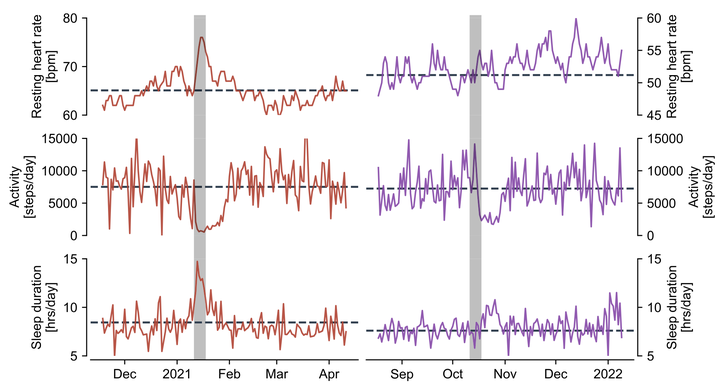 Resting heart rate
[bpm]
80
70
60
60
55
50
45
Resting heart rate
[bpm]
Activity
[steps/day]
15000
10000
5000
0
15000
10000
5000
0
Activity
[steps/day]
Sleep duration
[hrs/day]
15
10
5
15
10
5
Sleep duration
[hrs/day]
Dec 2021 Feb Mar Apr
Sep Oct Nov Dec 2022